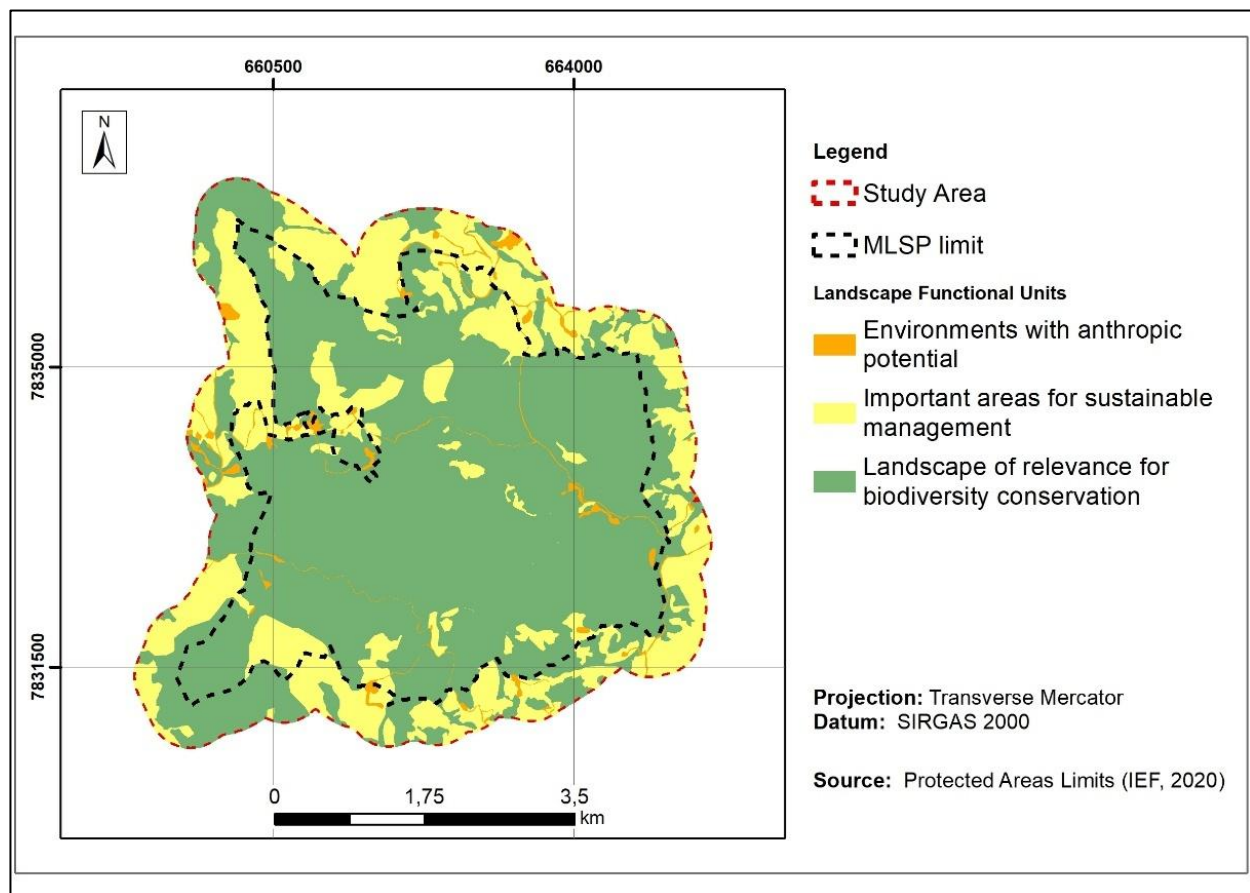 660500
664000
N
7835000
7831500
0
1,75
3,5
km
Legend
Study Area
MLSP limit
Landscape Functional Units
Environments with anthropic
potential
Important areas for sustainable
management
Landscape of relevance for
biodiversity conservation
Projection: Transverse Mercator
Datum: SIRGAS 2000
Source: Protected Areas Limits (IEF, 2020)